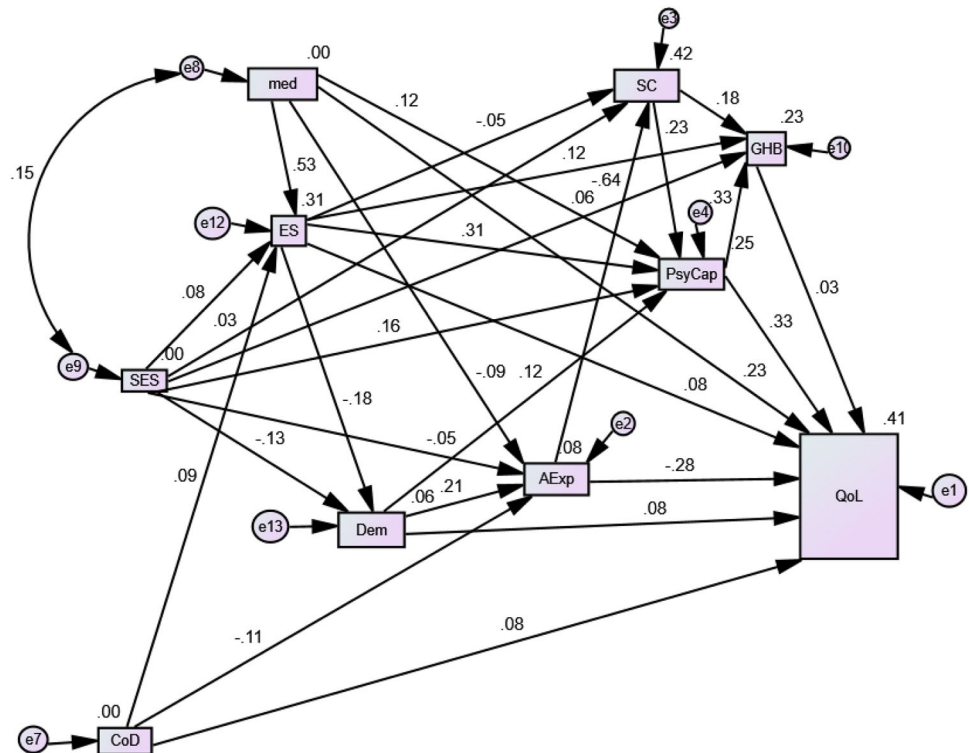 e3
.00
.42
e8
med
SC
.12
.18
.23
-.05
.23
GHB
e10
.15
.53
.12
-.64
.06
.33
.31
e4
e12
ES
.31
.25
PsyCap
.08
.03
.03
.33
.16
.00
e9
SES
-.09
.12
.23
.08
-.18
.41
-.13
-.05
e2
.08
.09
AExp
-.28
QoL
e1
.06
.21
e13
Dem
.08
-.11
.08
.00
e7
CoD